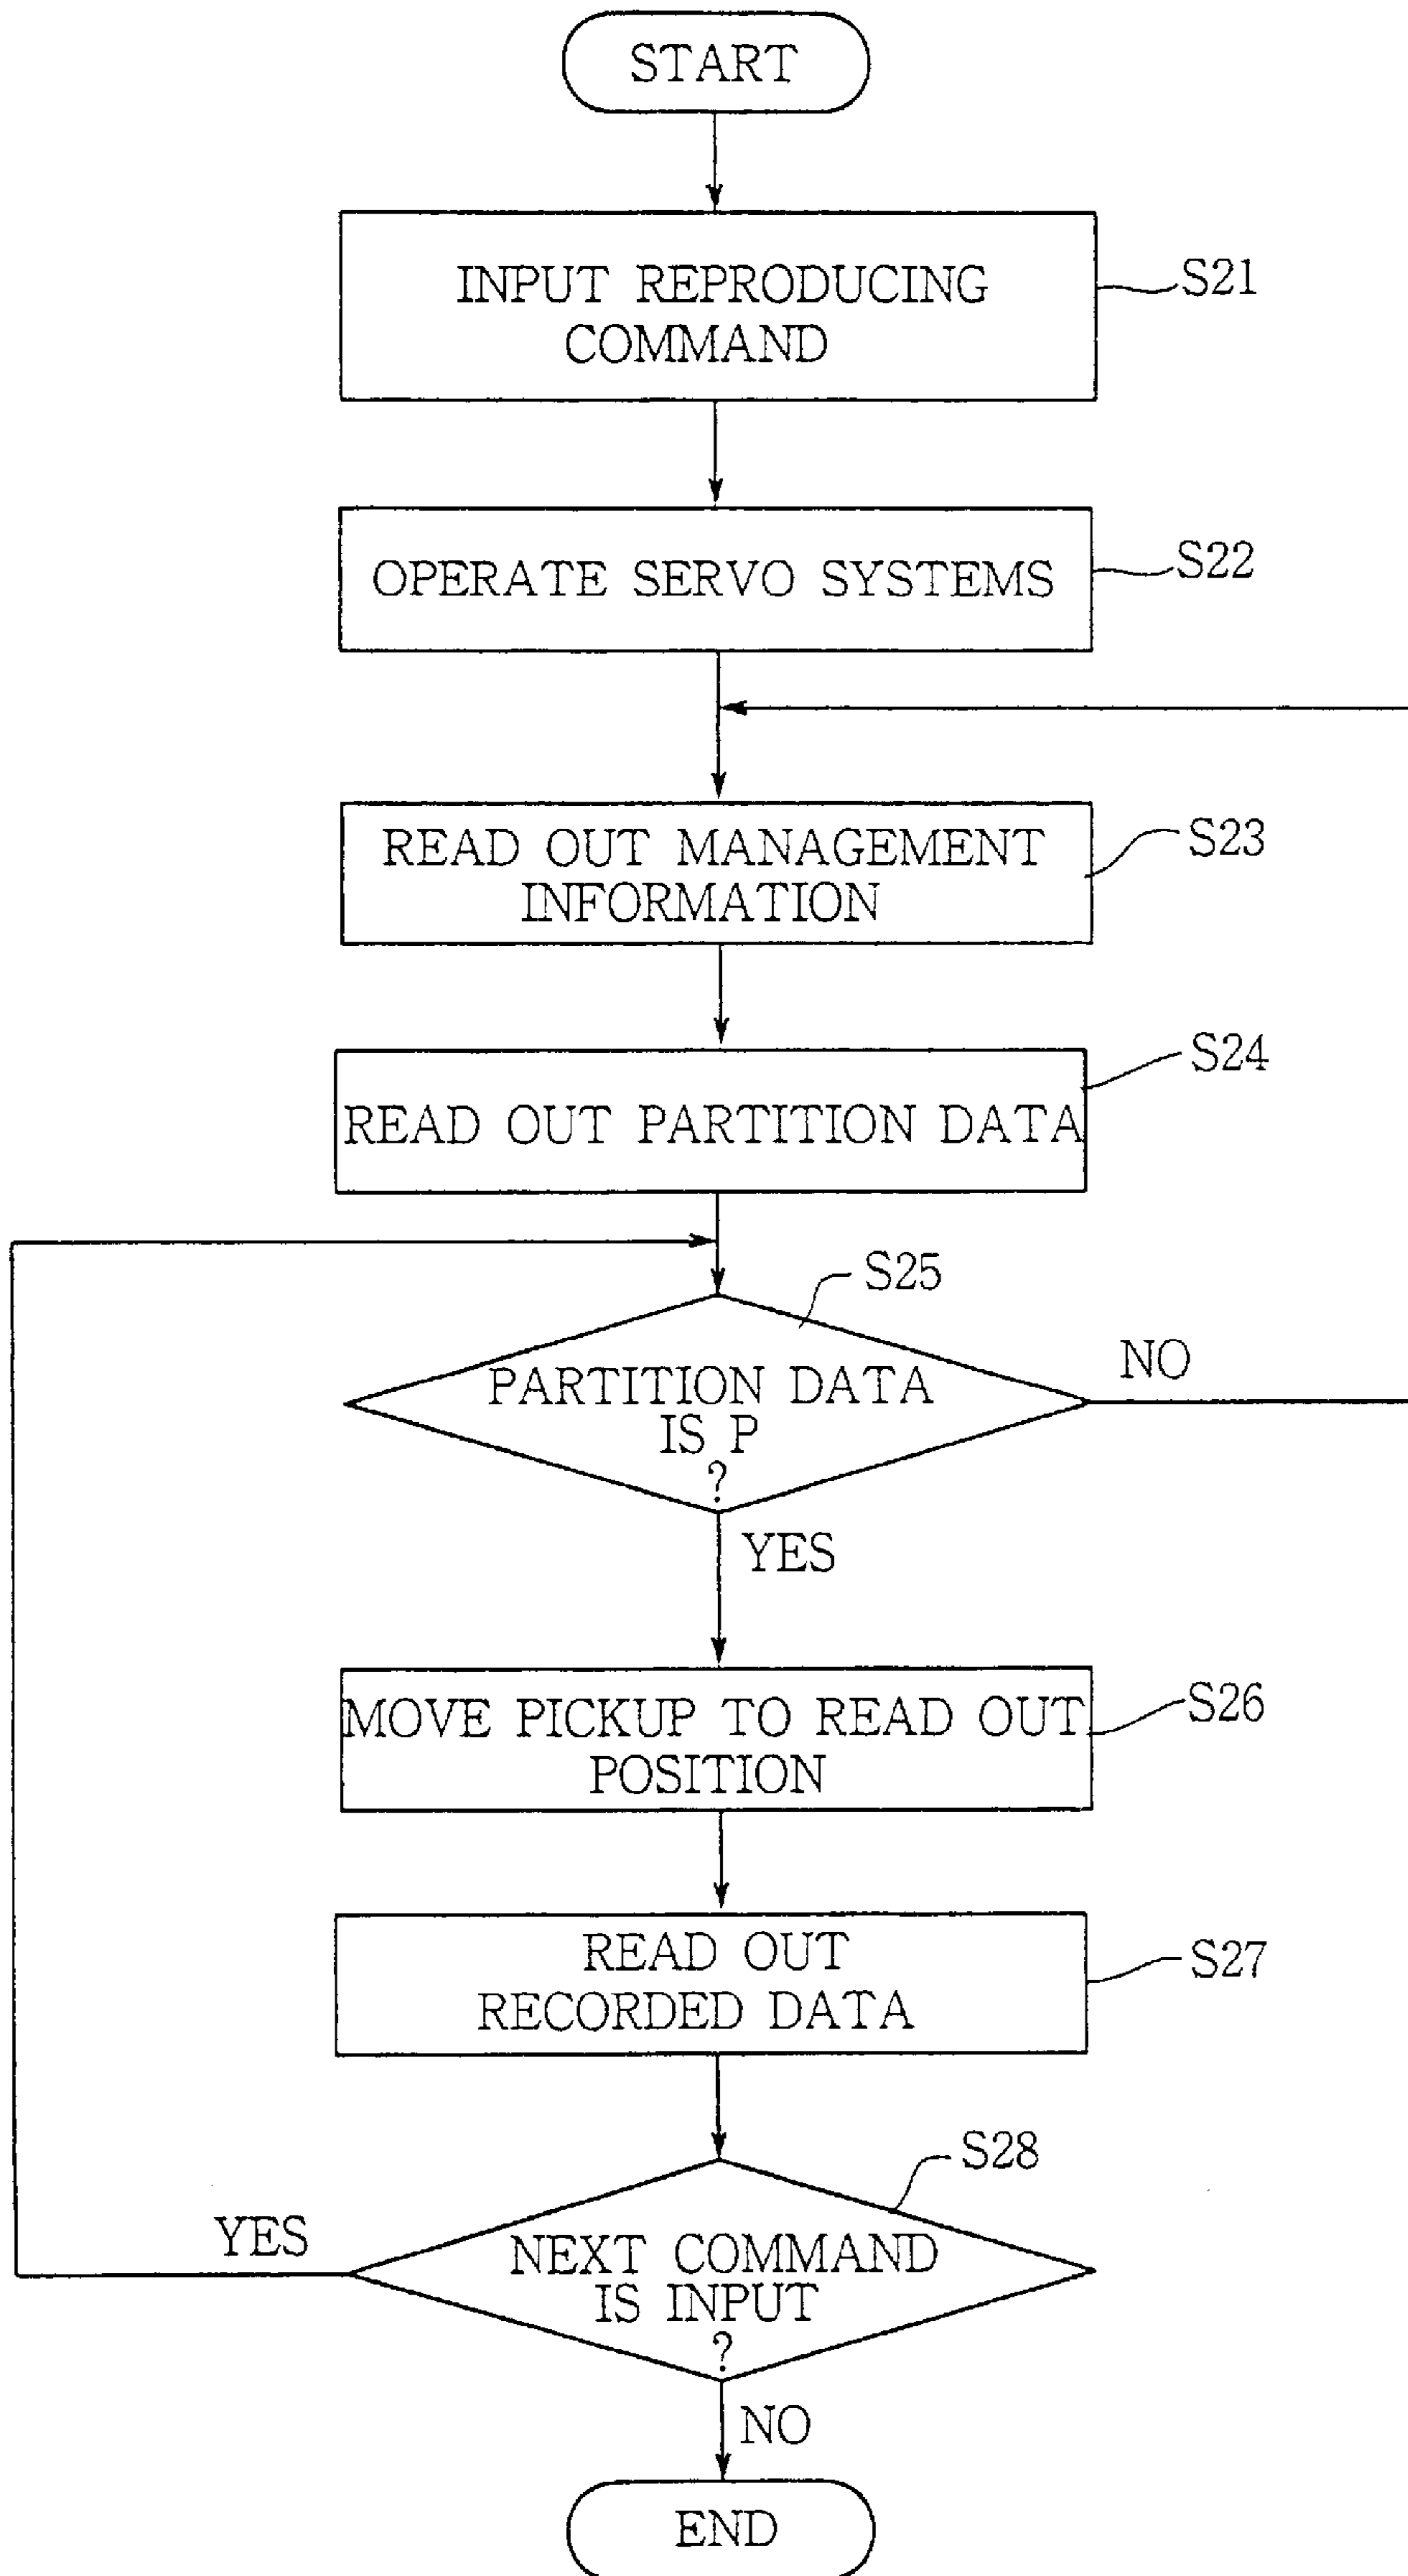 START
INPUT REPRODUCING
COMMAND
S21
OPERATE SERVO SYSTEMS
S22
READ OUT MANAGEMENT
INFORMATION
S23
READ OUT PARTITION DATA
S24
S25
PARTITION DATA
IS P
?
NO
YES
MOVE PICKUP TO READ OUT
POSITION
S26
READ OUT
RECORDED DATA
S27
S28
NEXT COMMAND
IS INPUT
?
YES
NO
END